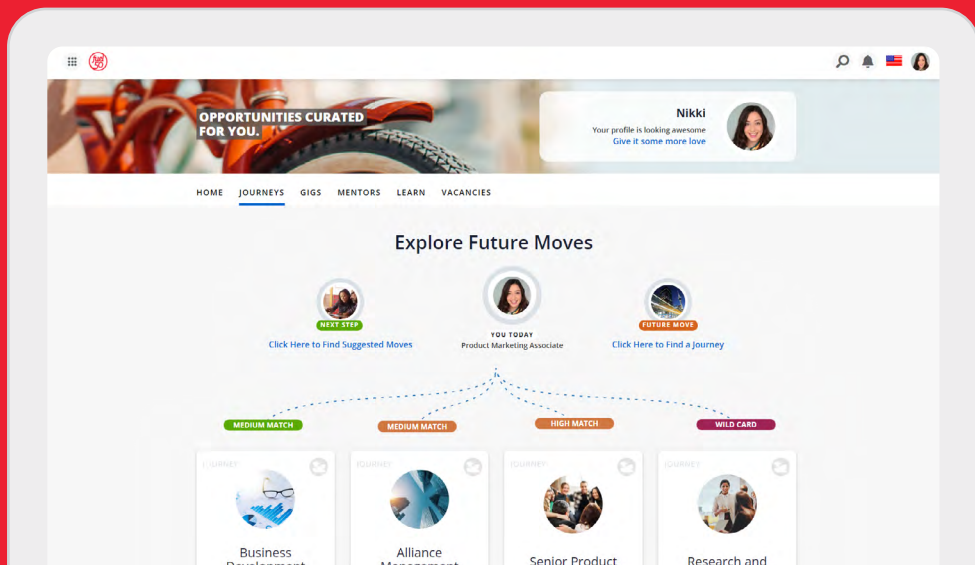 OPPORTUNITIES CURATED
FOR YOU.
Nikki
Your profile is looking awesome
Give it some more love
HOME JOURNEYS GIGS MENTORS LEARN VACANCIES
Explore Future Moves
NEXT STEP
Click Here to Find Suggested Moves
YOU TODAY
Product Marketing Associate
FUTURE MOVE
Click Here to Find a Journey
MEDIUM MATCH
MEDIUM MATCH
HIGH MATCH
WILD CARD
JOURNEY
JOURNEY
JOURNEY
JOURNEY
Business
Development
Alliance
Management
Senior Product
Research and